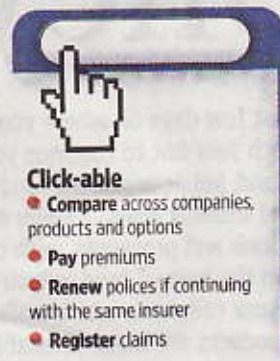 Click-able
• Compare across companies,
products and options
• Pay premiums
• Renew polices if continuing
with the same insurer
• Register claims